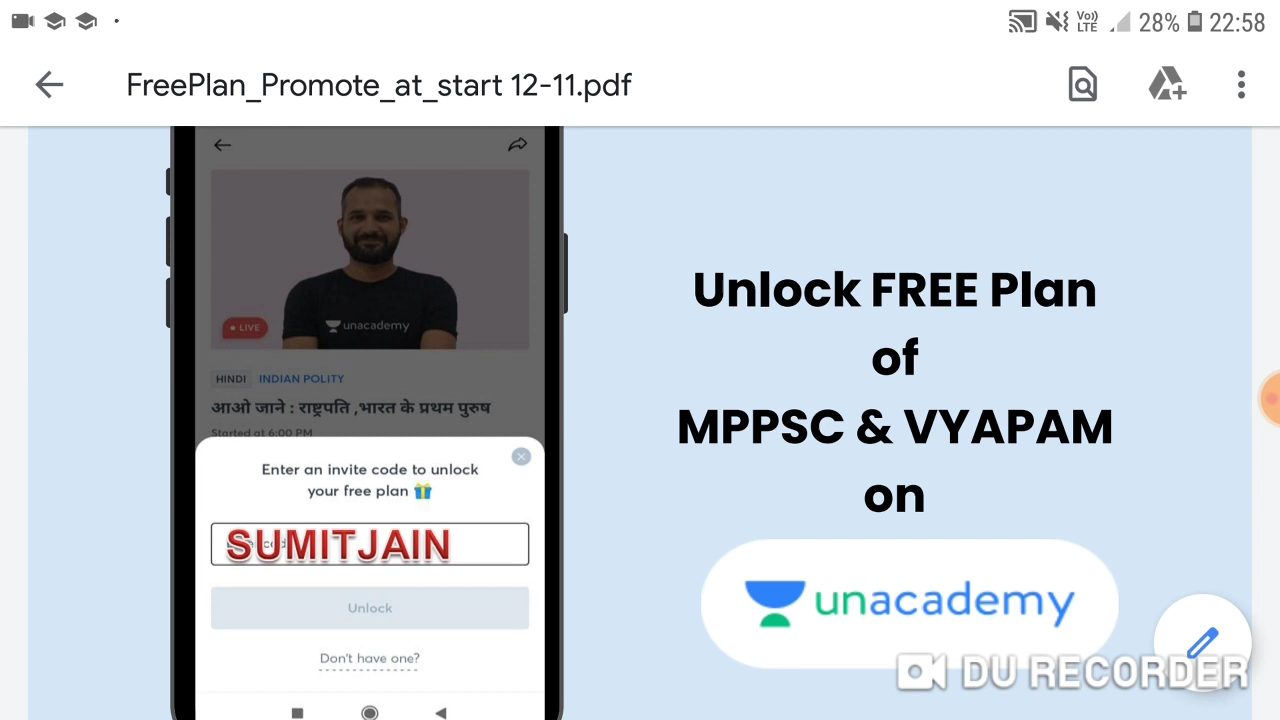 Vo))
LTE
28%
22:58
FreePlan_Promote_at_start 12-11.pdf
unacademy
LIVE
HINDI INDIAN POLITY
आओ जाने : राष्ट्रपति ,भारत के प्रथम पुरुष
Started at 6:00 PM
Enter an invite code to unlock
your free plan
SUMITJAIN
Unlock
Don't have one?
Unlock FREE Plan
of
MPPSC & VYAPAM
on
unacademy
DU RECORDER